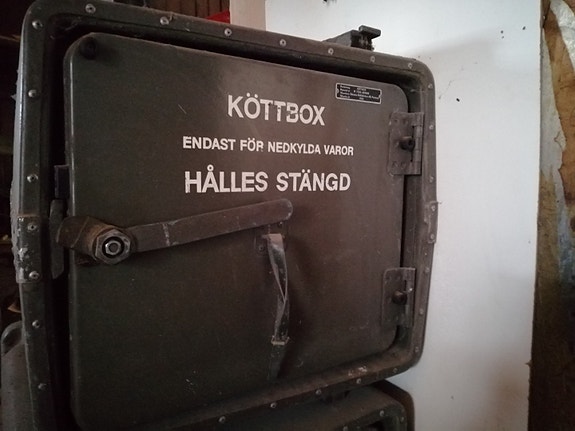 KÖTTBOX
ENDAST FÖR NEDKYLDA VAROR
HÅLLES STÄNGD